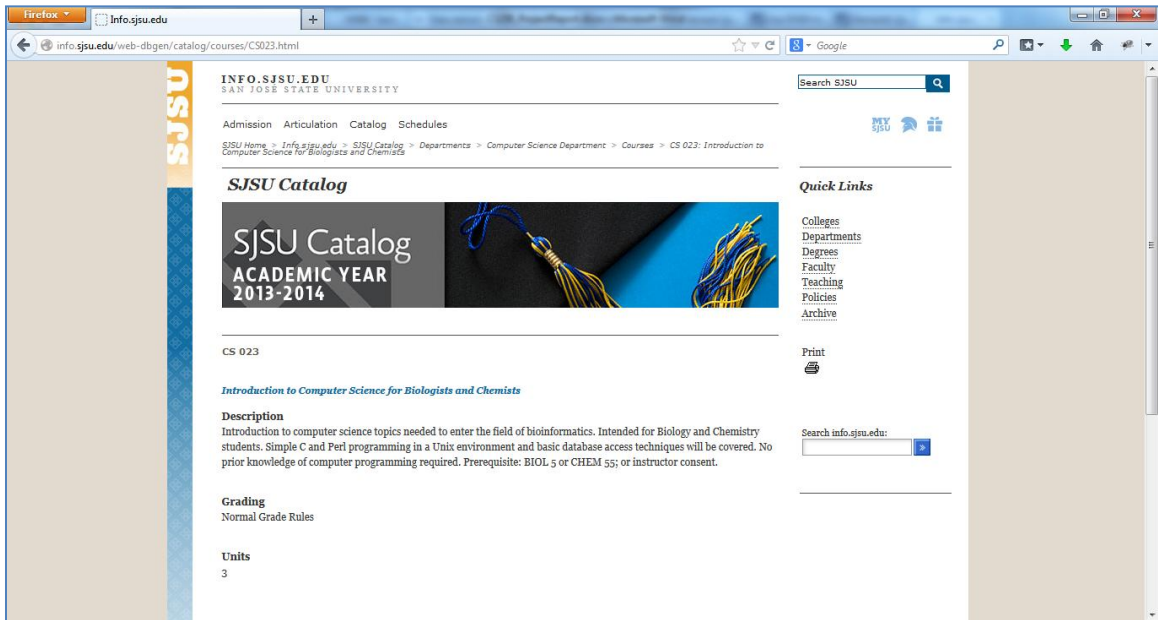 Firefox
Info.sjsu.edu
info.sjsu.edu/web-dbgen/catalog/courses/CS023.html
Google
SJSU
INFO.SJSU.EDU
SAN JOSÉ STATE UNIVERSITY
Search SJSU
Admission Articulation Catalog Schedules
MY
SJSU
SJSU Home > Info.sjsu.edu > SJSU Catalog > Departments > Computer Science Department > Courses > CS 023: Introduction to
Computer Science for Biologists and Chemists
SJSU Catalog
SJSU Catalog
ACADEMIC YEAR
2013-2014
Quick Links
Colleges
Departments
Degrees
Faculty
Teaching
Policies
Archive
Print
Search info.sjsu.edu:
CS 023
Introduction to Computer Science for Biologists and Chemists
Description
Introduction to computer science topics needed to enter the field of bioinformatics. Intended for Biology and Chemistry
students. Simple C and Perl programming in a Unix environment and basic database access techniques will be covered. No
prior knowledge of computer programming required. Prerequisite: BIOL 5 or CHEM 55; or instructor consent.
Grading
Normal Grade Rules
Units
3